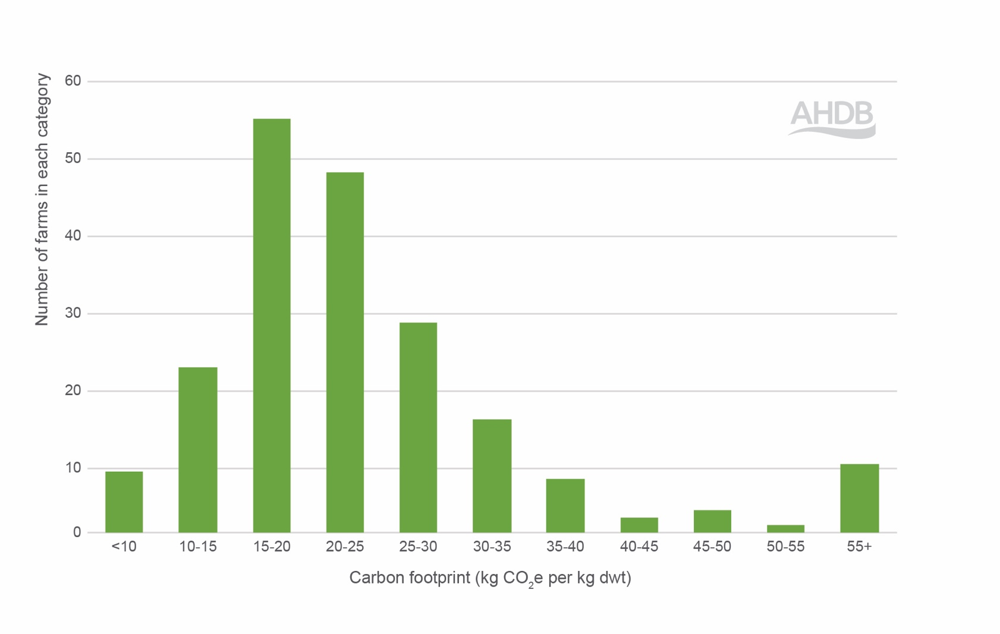 Number of farms in each category
60
50
40
30
20
10
0
AHDB
<10 10-15 15-20 20-25 25-30 30-35 35-40 40-45 45-50 50-55 55+
Carbon footprint (kg CO₂e per kg dwt)